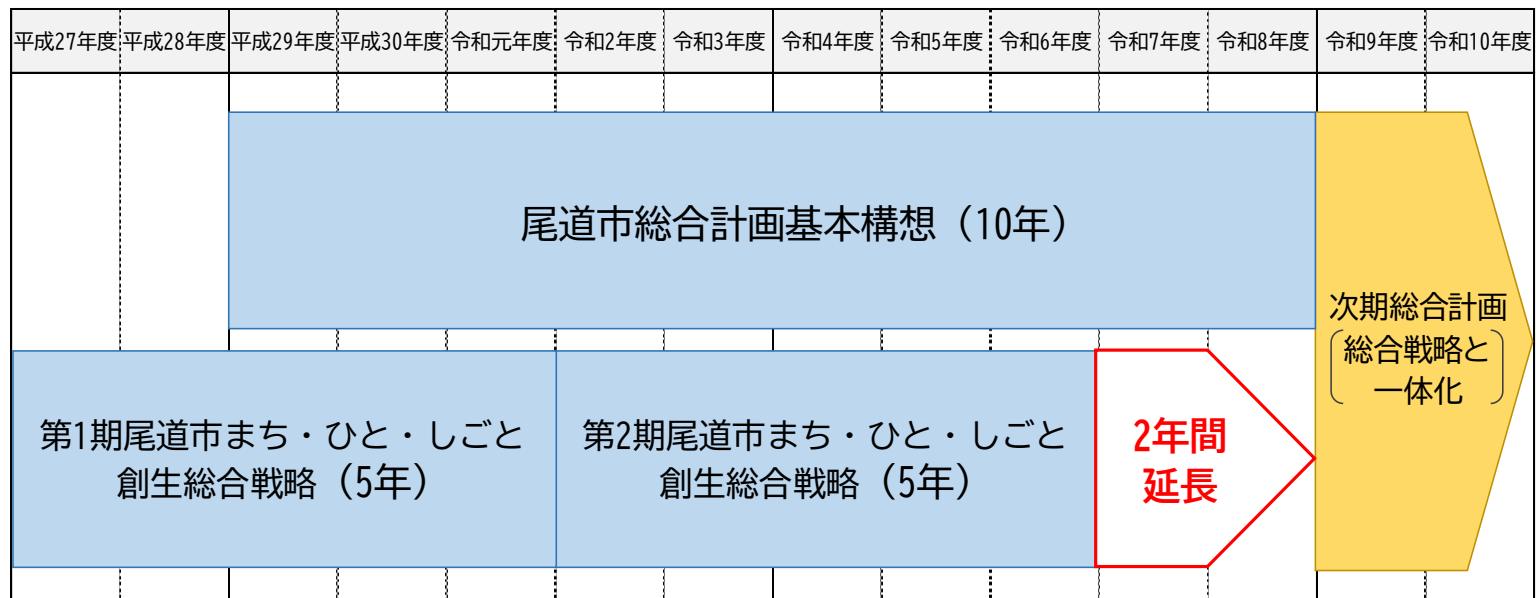 平成27年度 平成28年度 平成29年度 平成30年度 令和元年度 令和2年度 令和3年度 令和4年度 令和5年度 令和6年度 令和7年度 令和8年度 令和9年度 令和10年度
尾道市総合計画基本構想（10年）
次期総合計画
総合戦略と
一体化
第1期尾道市まち・ひと・しごと
創生総合戦略（5年）
第2期尾道市まち・ひと・しごと
創生総合戦略（5年）
2年間
延長